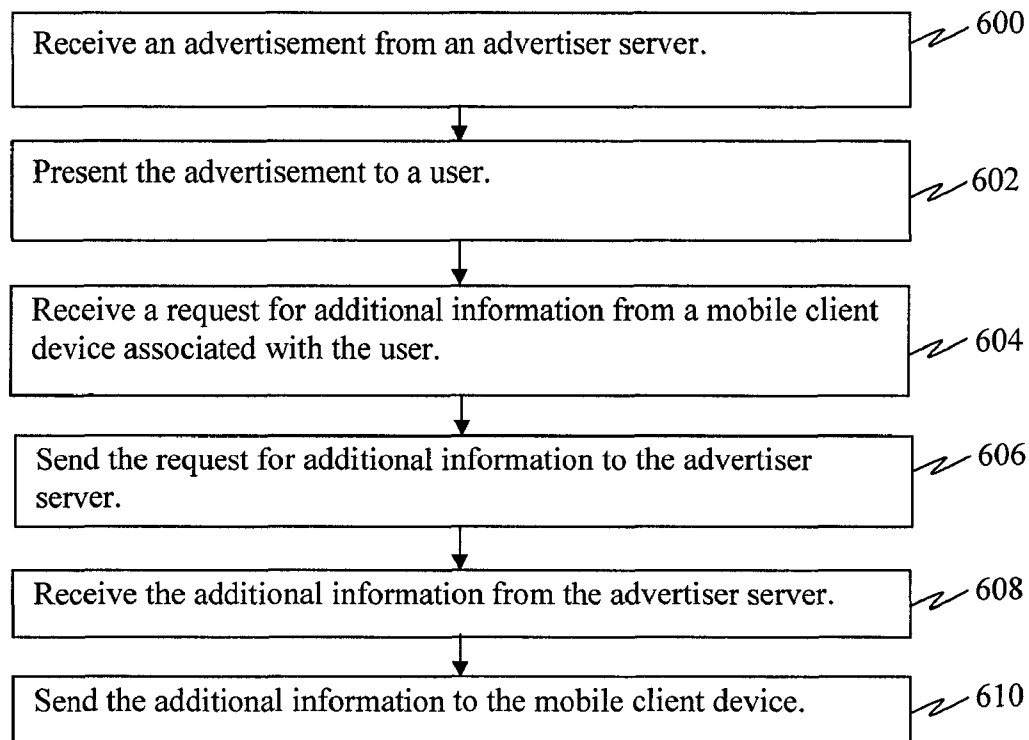 Receive an advertisement from an advertiser server.
600
Present the advertisement to a user.
602
Receive a request for additional information from a mobile client
device associated with the user.
604
Send the request for additional information to the advertiser
server.
606
Receive the additional information from the advertiser server.
608
Send the additional information to the mobile client device.
610